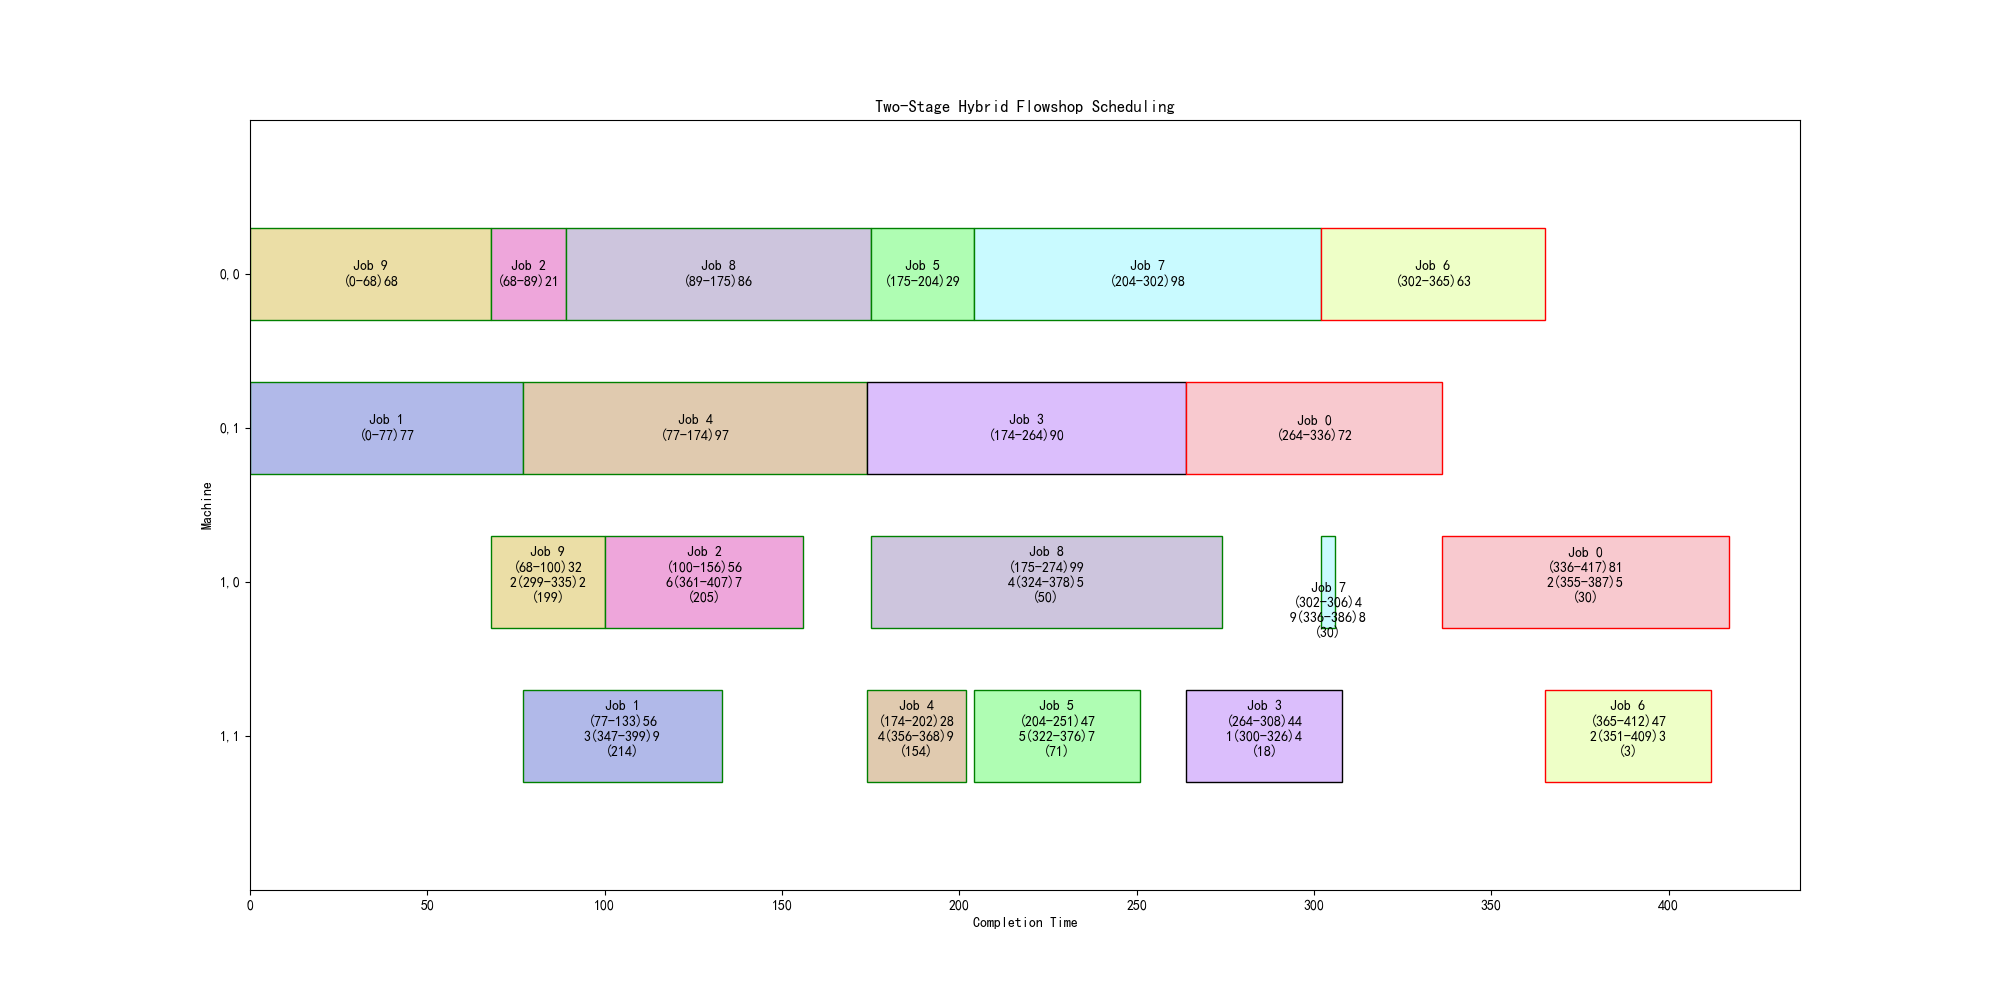 Two-Stage Hybrid Flowshop Scheduling
Machine
0,0
Job 9
(0-68)68
Job 2
(68-89)21
Job 8
(89-175)86
Job 5
(175-204)29
Job 7
(204-302)98
Job 6
(302-365)63
0,1
Job 1
(0-77)77
Job 4
(77-174)97
Job 3
(174-264)90
Job 0
(264-336)72
1,0
Job 9
(68-100)32
2(299-335)2
(199)
Job 2
(100-156)56
6(361-407)7
(205)
Job 8
(175-274)99
4(324-378)5
(50)
Job 7
(302-306)4
9(336-386)8
(30)
Job 0
(336-417)81
2(355-387)5
(30)
1,1
Job 1
(77-133)56
3(347-399)9
(214)
Job 4
(174-202)28
4(356-368)9
(154)
Job 5
(204-251)47
5(322-376)7
(71)
Job 3
(264-308)44
1(300-326)4
(18)
Job 6
(365-412)47
2(351-409)3
(3)
0 50 100 150 200 250 300 350 400
Completion Time